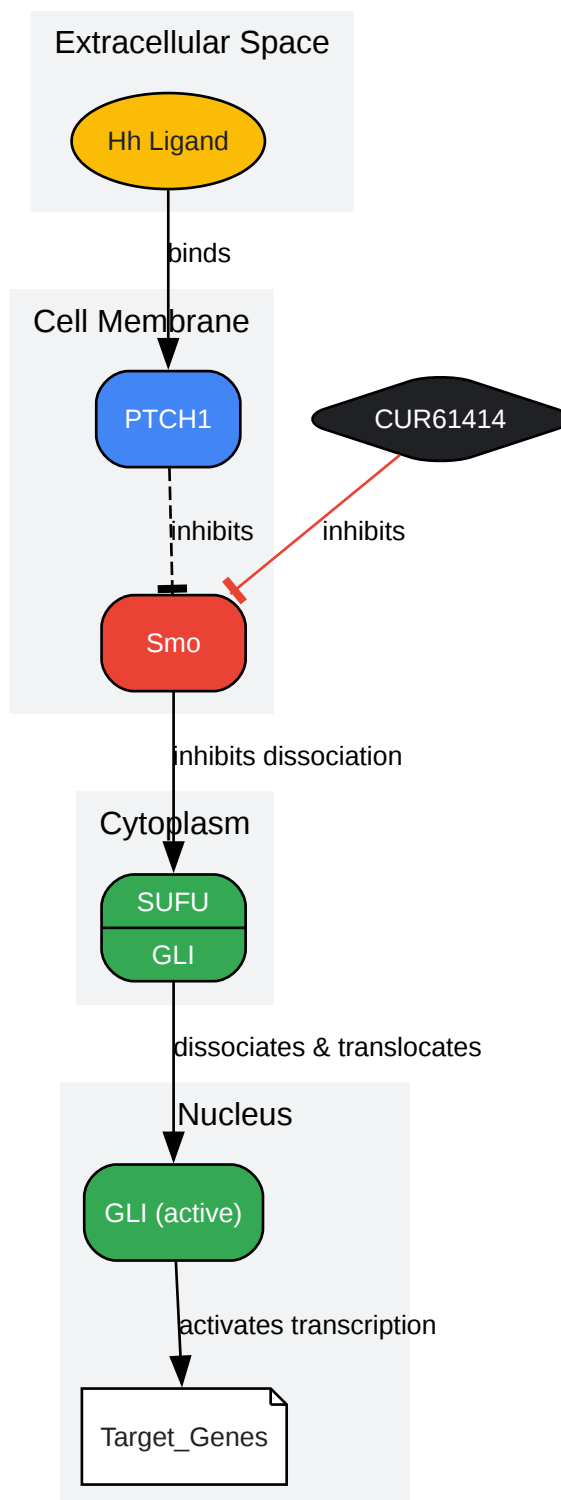 Extracellular Space
Hh Ligand
binds
Cell Membrane
PTCH1
CUR61414
inhibits
inhibits
Smo
inhibits dissociation
Cytoplasm
SUFU
GLI
dissociates & translocates
Nucleus
GLI (active)
activates transcription
Target_Genes